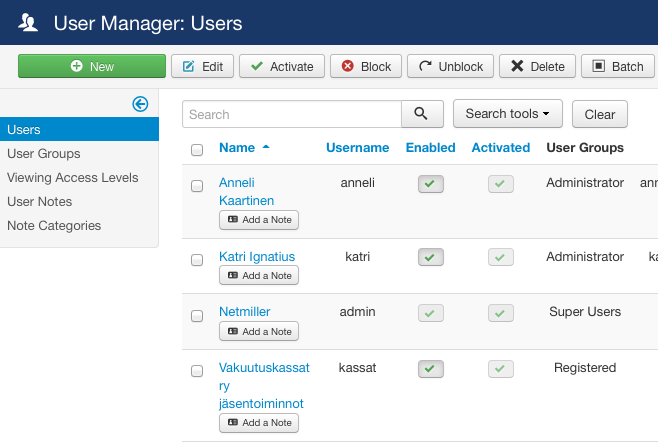 User Manager: Users
New Edit Activate Block Unblock Delete Batch
Search Search tools Clear
Users
User Groups
Viewing Access Levels
User Notes
Note Categories
Name Username Enabled Activated User Groups
Anneli anneli Administrator ann
Kaartinen
Add a Note
Katri Ignatius katri Administrator ka
Add a Note
Netmiller admin Super Users
Add a Note
Vakuutuskassat kassat Registered
ry
jäsentoiminnot
Add a Note